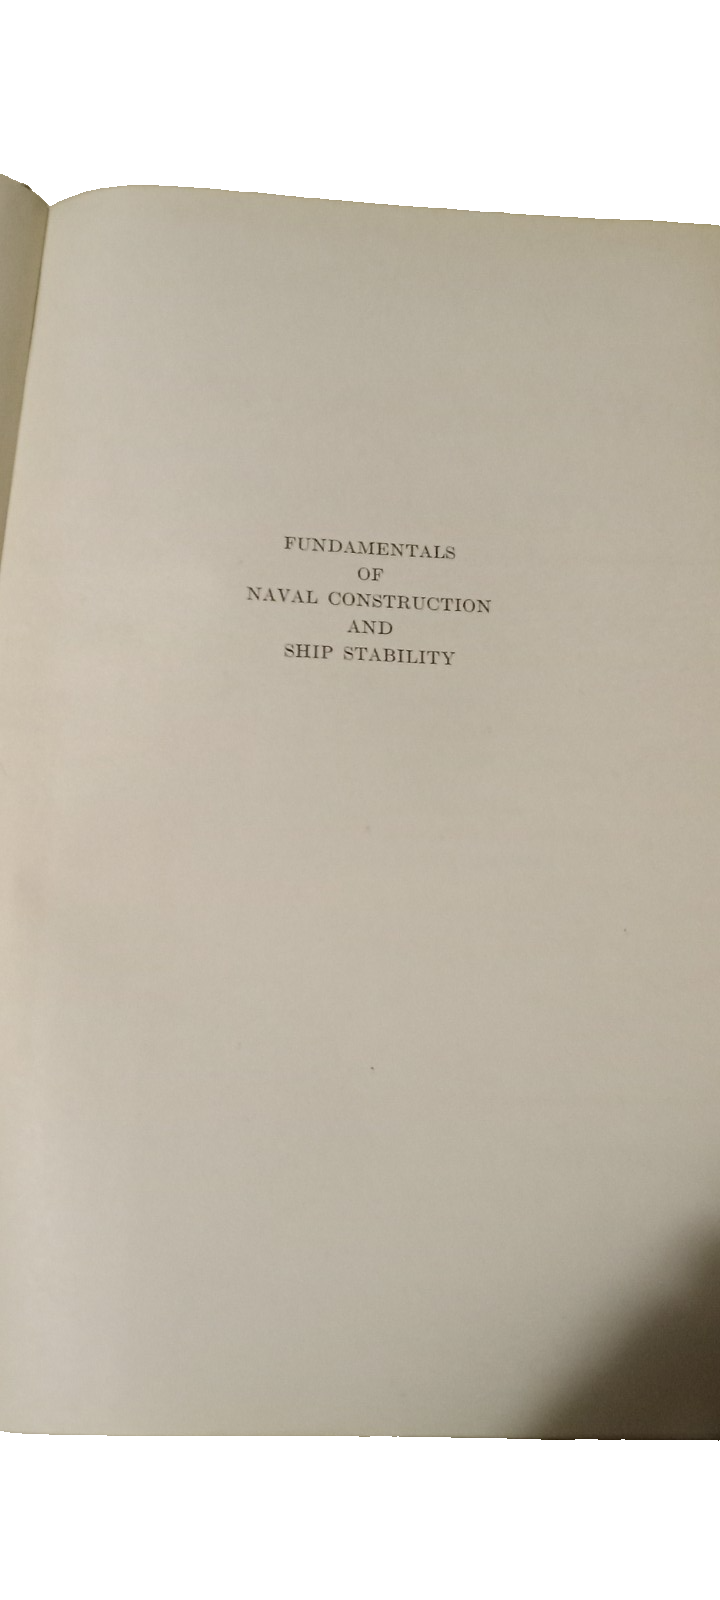 FUNDAMENTALS
OF
NAVAL CONSTRUCTION
AND
SHIP STABILITY